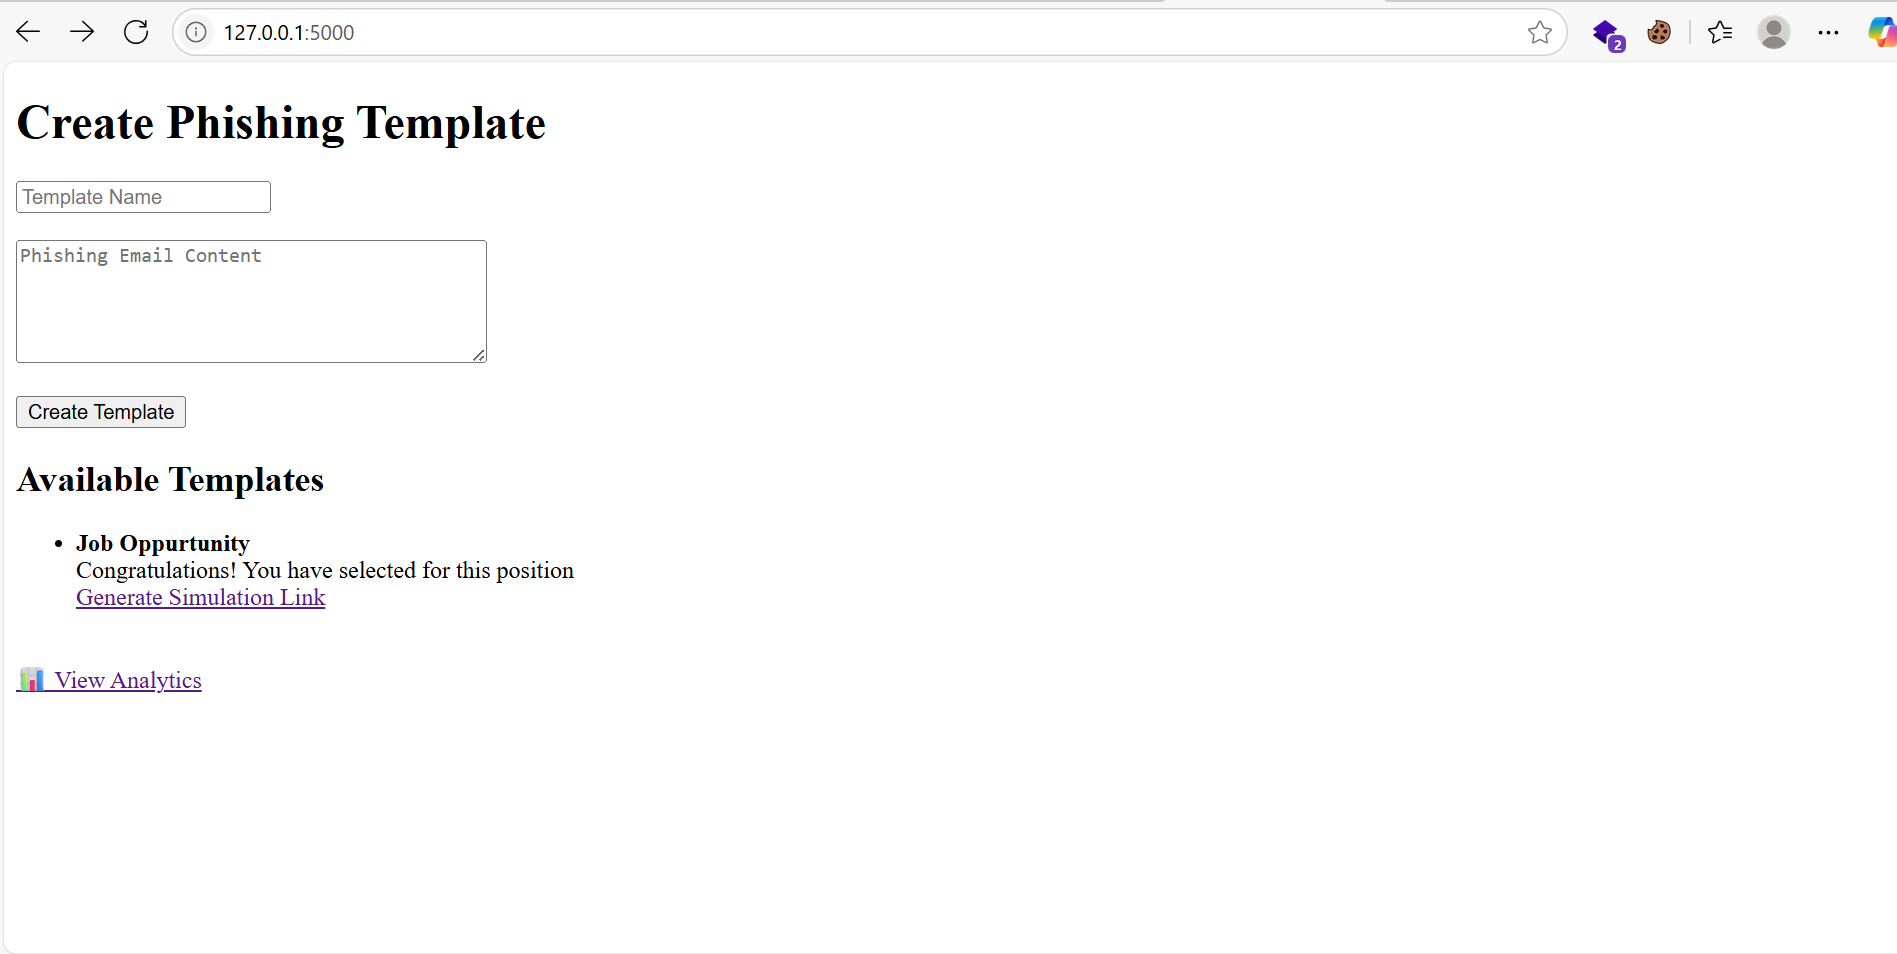 127.0.0.1:5000
2
Create Phishing Template
Template Name
Phishing Email Content
Create Template
Available Templates
Job Oppurtunity
Congratulations! You have selected for this position
Generate Simulation Link
View Analytics